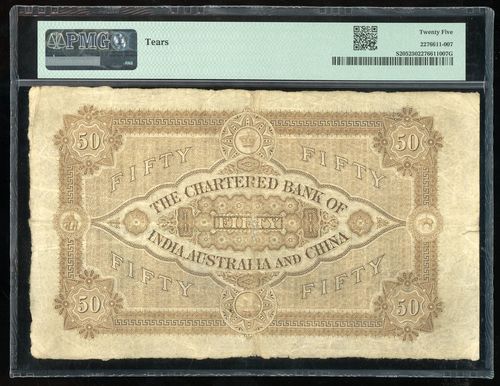 PMG
Tears
Twenty Five
2276611-007
S2052302276611007G
50
50
FIFTY
FIFTY
THE CHARTERED BANK OF
FIFTY
INDIA, AUSTRALIA AND CHINA
FIFTY
FIFTY
50
50